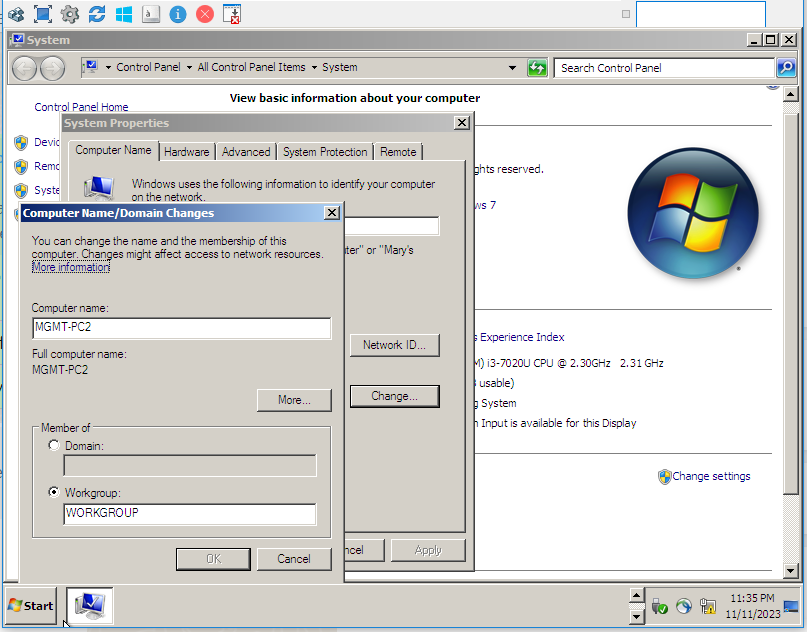 System
Control Panel
All Control Panel Items
System
Search Control Panel
Control Panel Home
View basic information about your computer
System Properties
Computer Name
Hardware
Advanced
System Protection
Remote
Windows uses the following information to identify your computer
on the network.
ghts reserved.
ws 7
Computer Name/Domain Changes
You can change the name and the membership of this
computer. Changes might affect access to network resources.
More information
ter" or "Mary's
Computer name:
MGMT-PC2
Full computer name:
MGMT-PC2
More...
Network ID...
Change...
s Experience Index
M) i3-7020U CPU @ 2.30GHz 2.31 GHz
usable)
g System
n Input is available for this Display
Member of
Domain:
Workgroup:
WORKGROUP
Change settings
OK
Cancel
ncel
Apply
Start
11:35 PM
11/11/2023